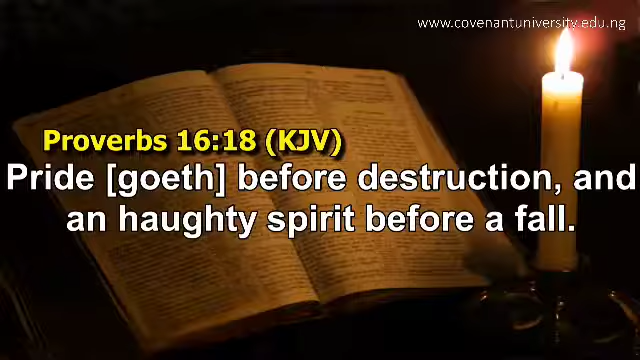 www.covenantuniversity.edu.ng
Proverbs 16:18 (KJV)
Pride [goeth] before destruction, and
an haughty spirit before a fall.